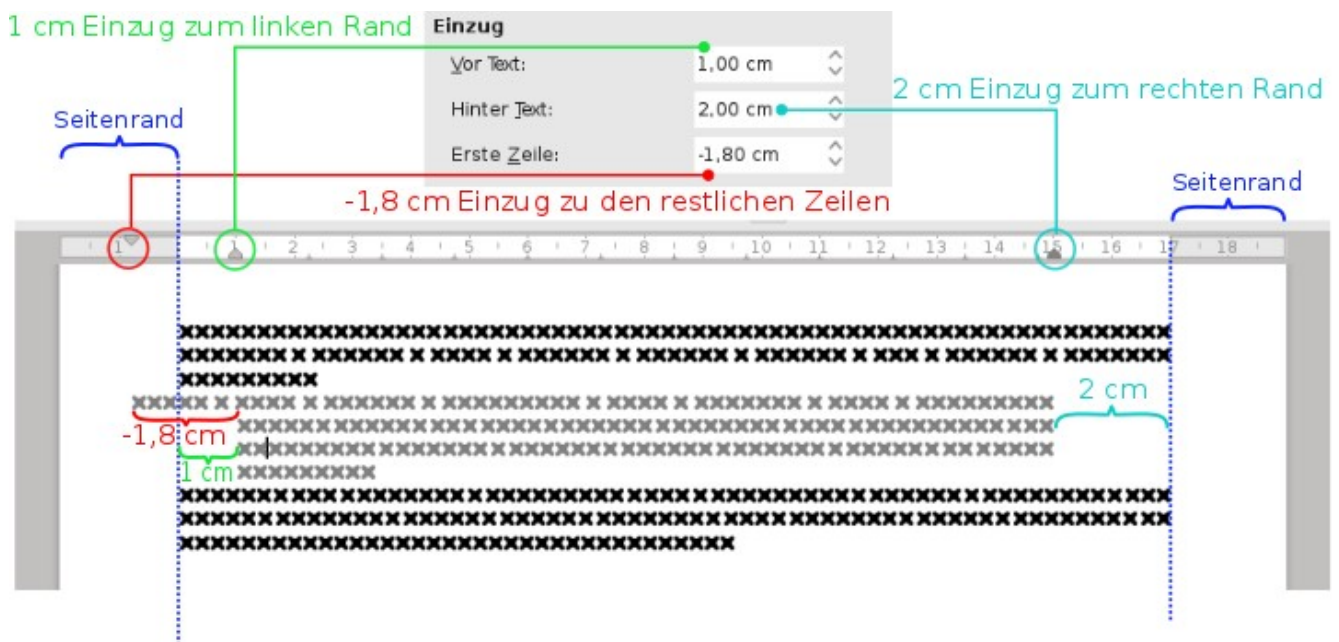 1 cm Einzug zum linken Rand
Einzug
Vor Text: 1,00 cm
Hinter Text: 2,00 cm
Erste Zeile: -1,80 cm
2 cm Einzug zum rechten Rand
Seitenrand
Seitenrand
-1,8 cm Einzug zu den restlichen Zeilen
1 1 2 3 4 5 6 7 8 9 10 11 12 13 14 15 16 17 18
2 cm
-1,8 cm
1 cm